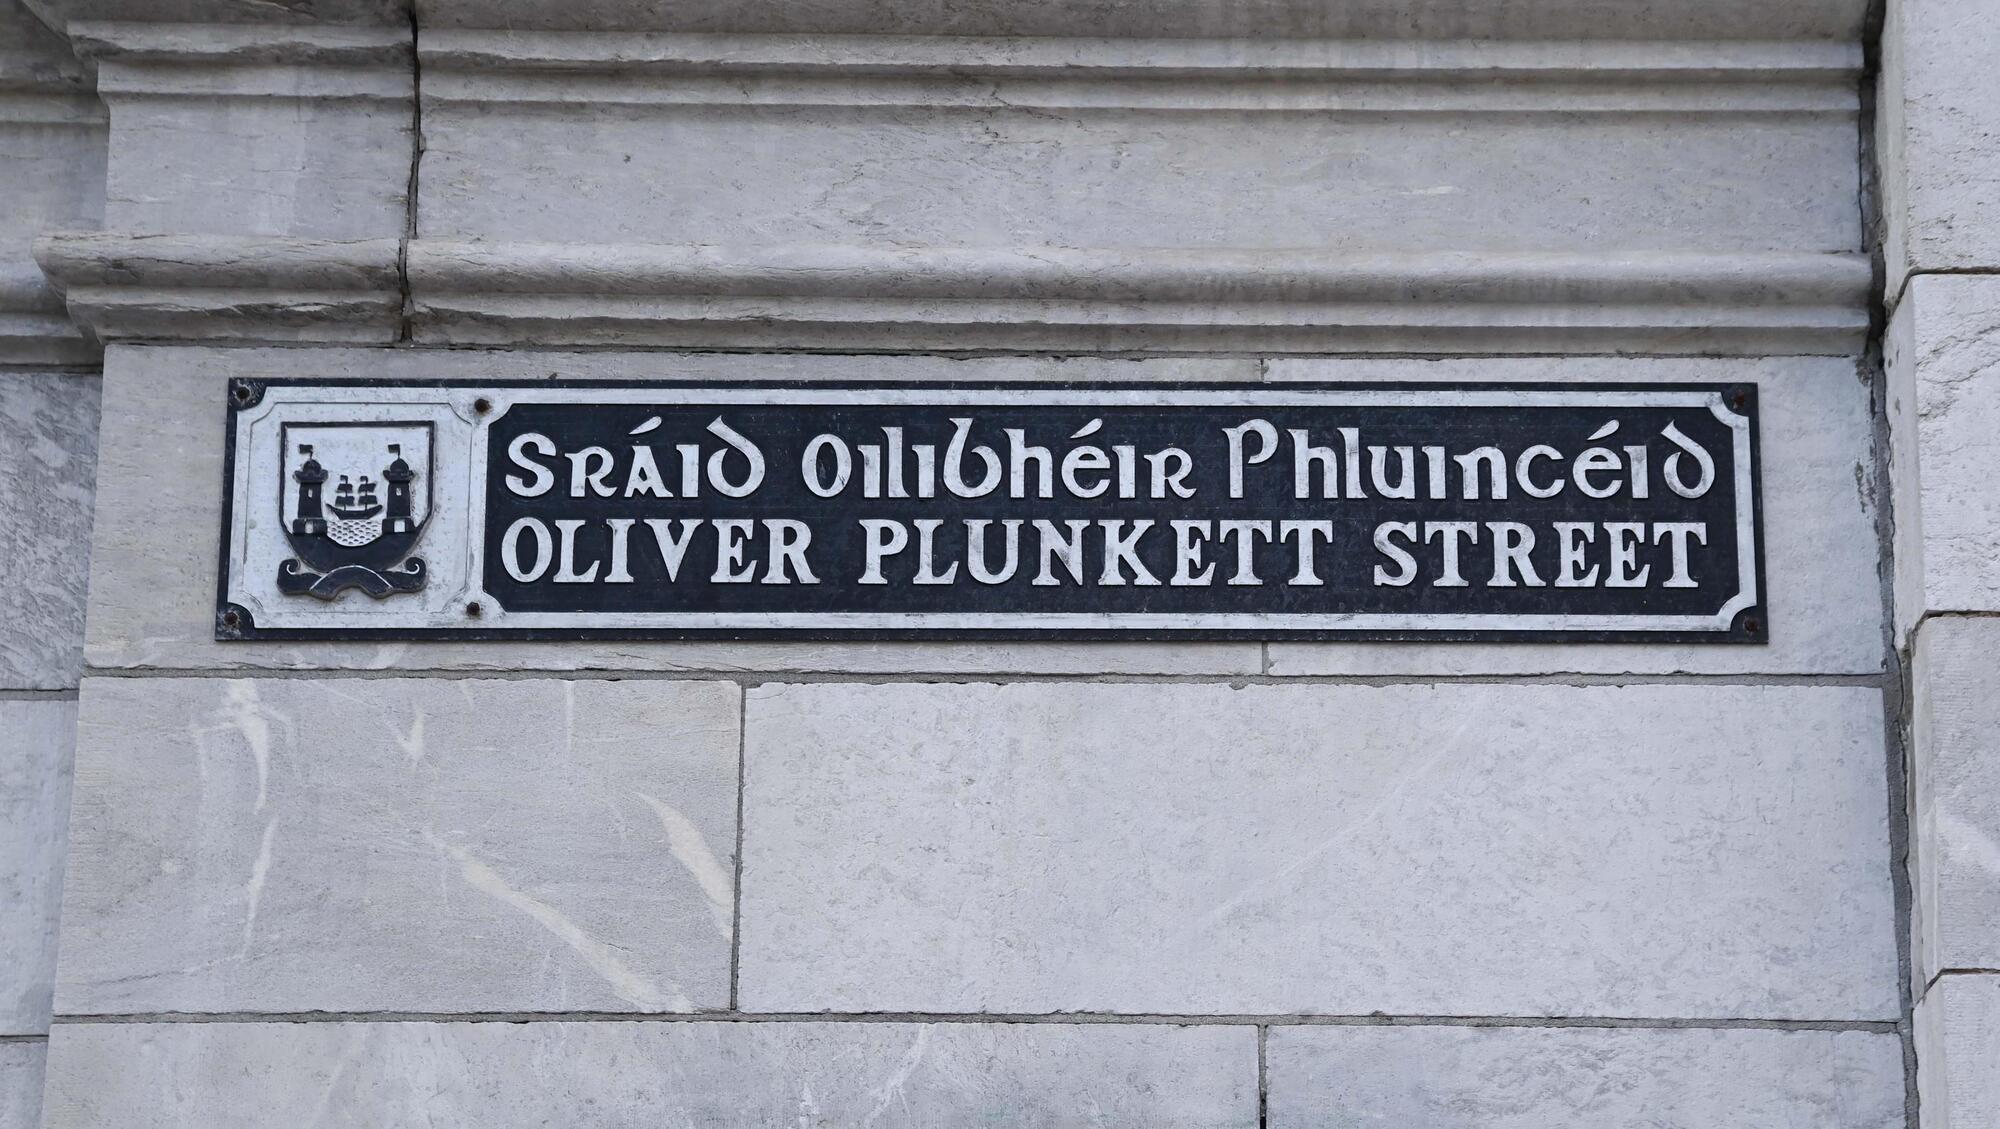 Sráid Oilibhéir Phluincéid
OLIVER PLUNKETT STREET